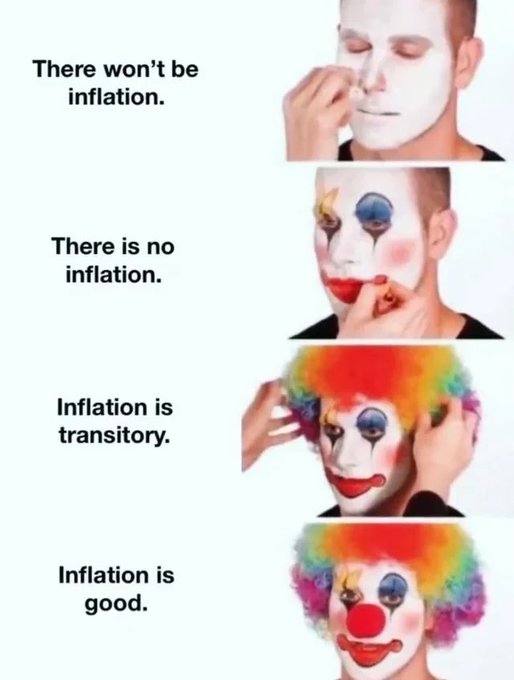 There won’t be
inflation.
There is no
inflation.
Inflation is
transitory.
Inflation is
good.